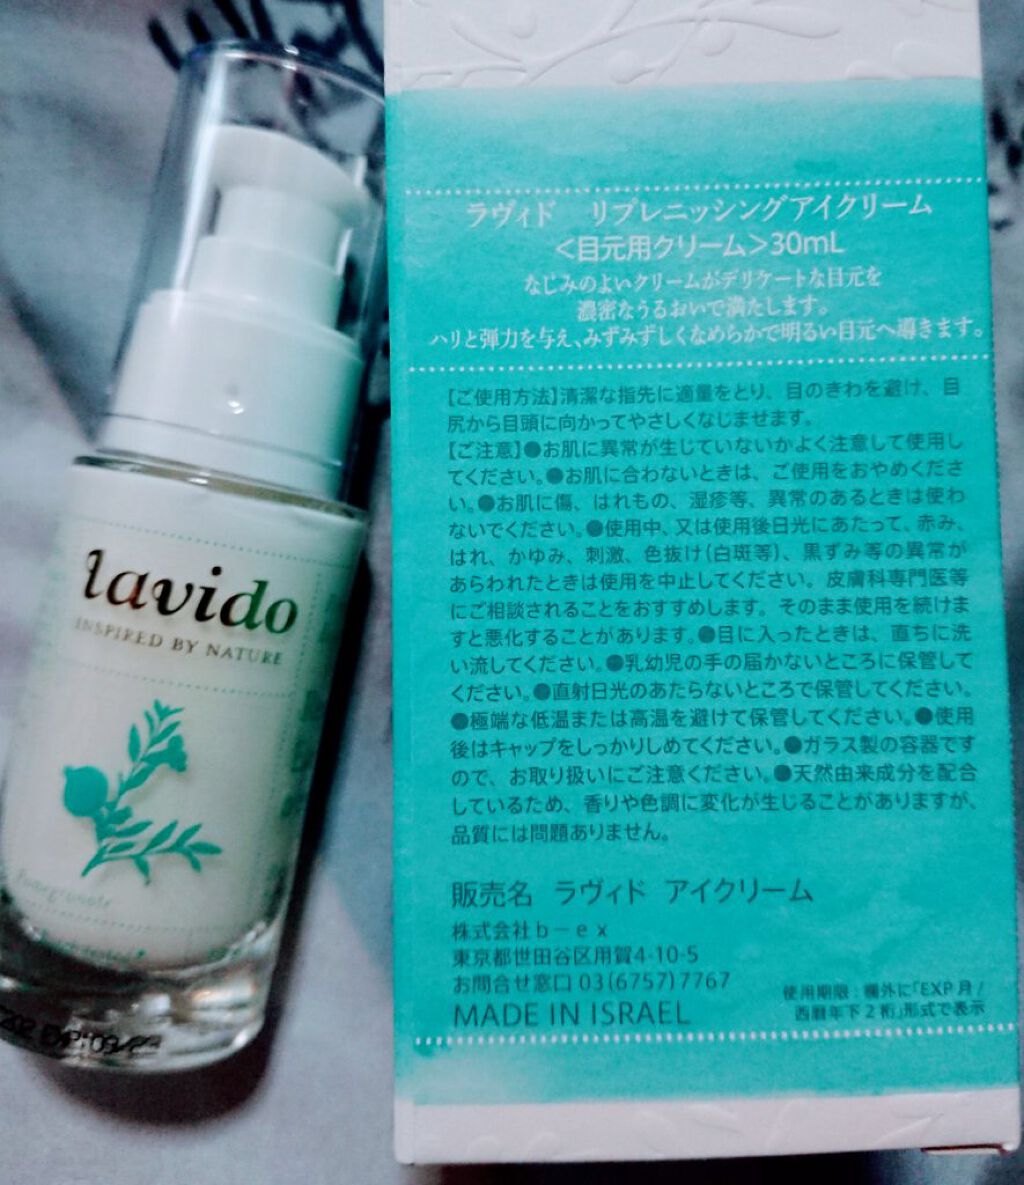 lavido
INSPIRED BY NATURE
Pomegranate
ラヴィド　リプレニッシングアイクリーム
＜目元用クリーム＞30mL
なじみのよいクリームがデリケートな目元を
濃密なうるおいで満たします。
ハリと弾力を与え、みずみずしくなめらかで明るい目元へ導きます。
【ご使用方法】清潔な指先に適量をとり、目のきわを避け、目
尻から目頭に向かってやさしくなじませます。
【ご注意】●お肌に異常が生じていないかよく注意して使用し
てください。●お肌に合わないときは、ご使用をおやめくださ
い。●お肌に傷、はれもの、湿疹等、異常のあるときは使わ
ないでください。●使用中、又は使用後日光にあたって、赤み、
はれ、かゆみ、刺激、色抜け(白斑等)、黒ずみ等の異常が
あらわれたときは使用を中止してください。皮膚科専門医等
にご相談されることをおすすめします。そのまま使用を続けま
すと悪化することがあります。●目に入ったときは、直ちに洗
い流してください。●乳幼児の手の届かないところに保管して
ください。●直射日光のあたらないところで保管してください。
●極端な低温または高温を避けて保管してください。●使用
後はキャップをしっかりしめてください。●ガラス製の容器です
ので、お取り扱いにご注意ください。●天然由来成分を配合
しているため、香りや色調に変化が生じることがありますが、
品質には問題ありません。
販売名　ラヴィド　アイクリーム
株式会社ｂ－ｅｘ
東京都世田谷区用賀4-10-5
お問合せ窓口 03(6757)7767
MADE IN ISRAEL
使用期限：欄外に「EXP 月 /
西暦年下 2 桁」形式で表示